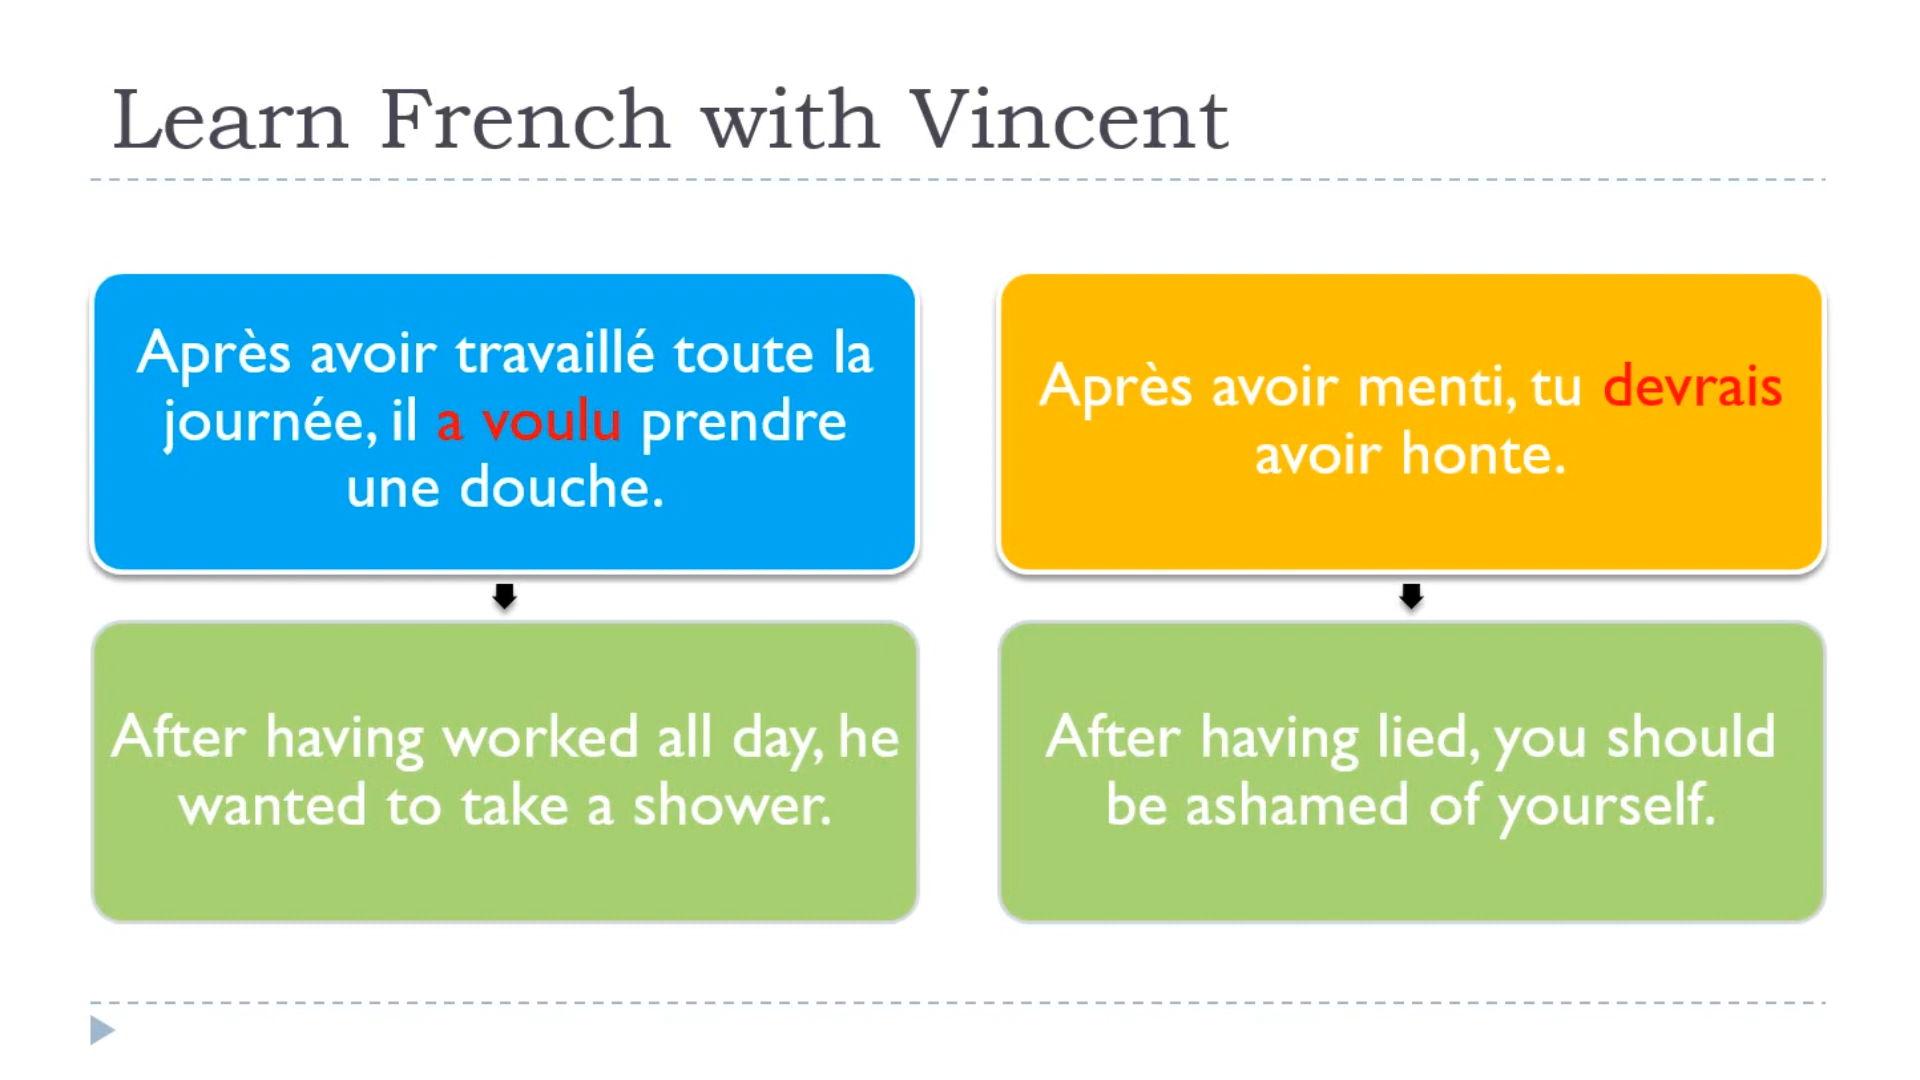 Learn French with Vincent
Après avoir travaillé toute la
journée, il a voulu prendre
une douche.
After having worked all day, he
wanted to take a shower.
Après avoir menti, tu devrais
avoir honte.
After having lied, you should
be ashamed of yourself.